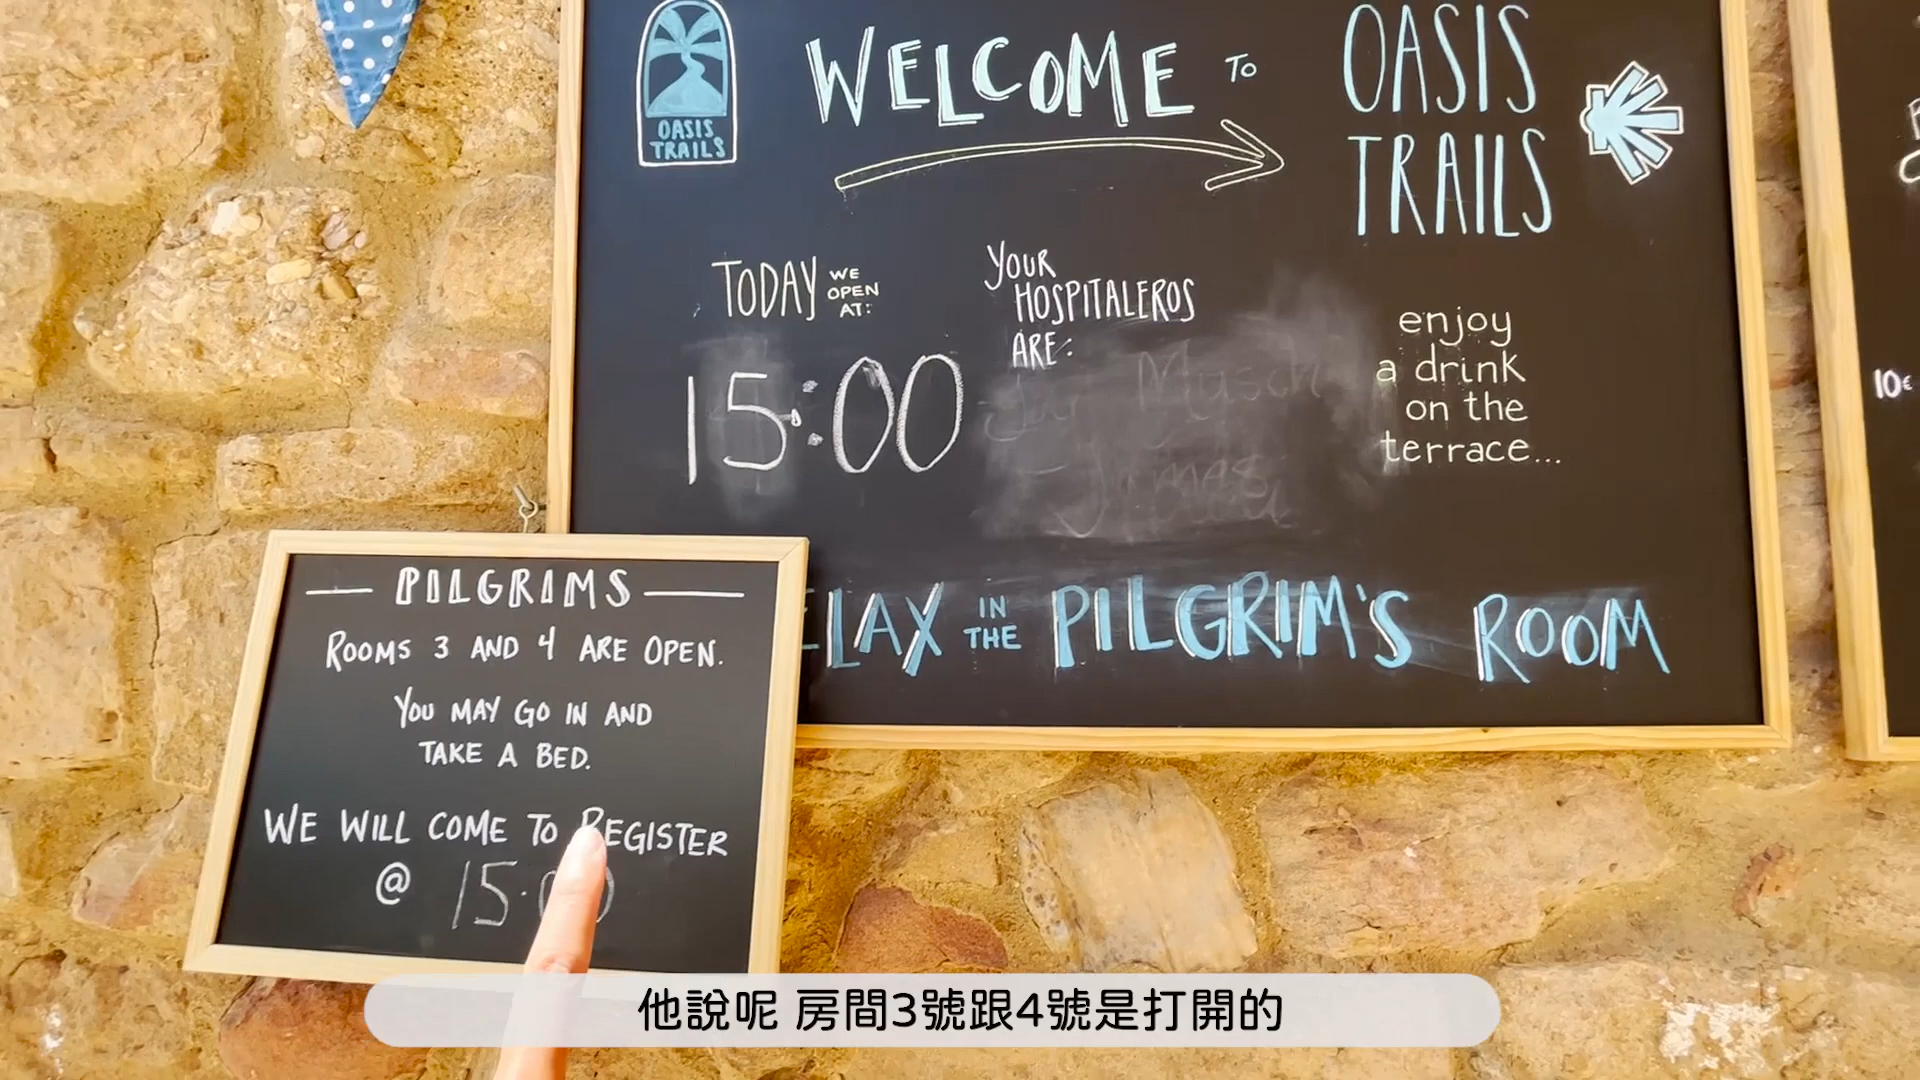 OASIS
TRAILS
WELCOME TO
OASIS
TRAILS
TODAY WE OPEN AT:
15:00
YOUR
HOSPITALEROS
ARE:
enjoy
a drink
on the
terrace...
IN THE PILGRIM'S ROOM
10€
PILGRIMS
ROOMS 3 AND 4 ARE OPEN.
YOU MAY GO IN AND
TAKE A BED.
WE WILL COME TO REGISTER
@ 15:00
他說呢 房間3號跟4號是打開的